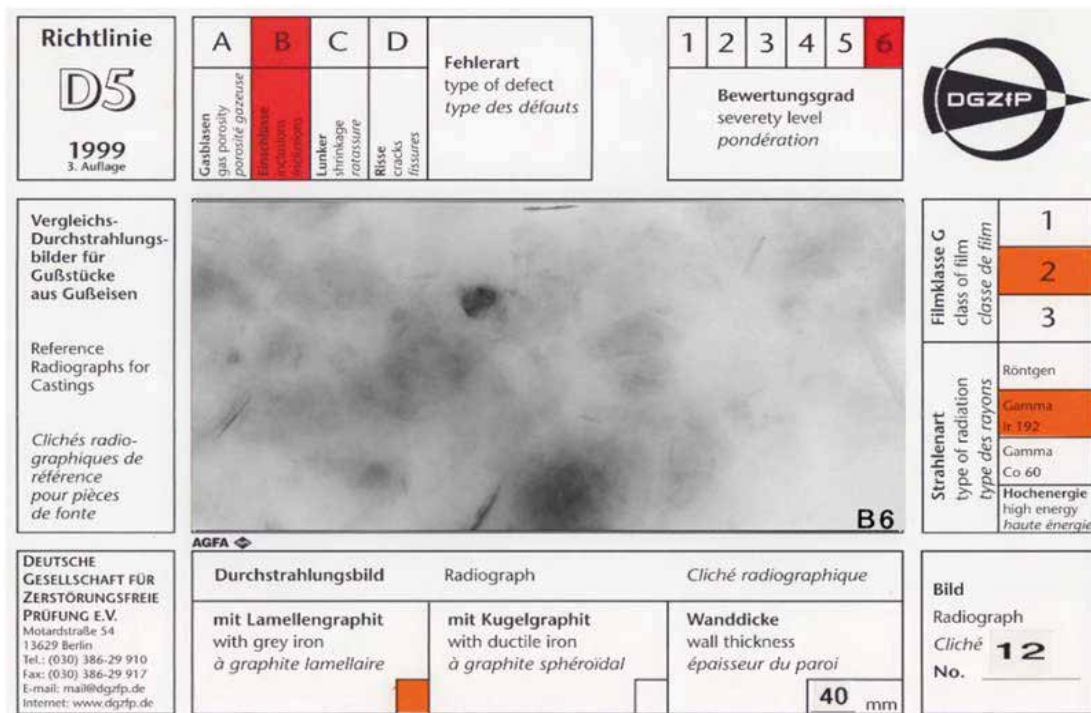 Richtlinie
D5
1999
3. Auflage
A
B
C
D
Gasblasen
gas porosity
porosité gazeuse
Einschlüsse
inclusions
inclusions
Lunker
shrinkage
ratassure
Risse
cracks
fissures
Fehlerart
type of defect
type des défauts
1 2 3 4 5 6
Bewertungsgrad
severety level
pondération
DGZfP
Vergleichs-
Durchstrahlungs-
bilder für
Gußstücke
aus Gußeisen
Reference
Radiographs for
Castings
Clichés radio-
graphiques de
référence
pour pièces
de fonte
B6
AGFA
Filmklasse G
class of film
classe de film
1
2
3
Strahlenart
type of radiation
type des rayons
Röntgen
Gamma
Ir 192
Gamma
Co 60
Hochenergie
high energy
haute énergie
DEUTSCHE
GESELLSCHAFT FÜR
ZERSTÖRUNGSFREIE
PRÜFUNG E.V.
Motardstraße 54
13629 Berlin
Tel.: (030) 386-29 910
Fax: (030) 386-29 917
E-mail: mail@dgzfp.de
Internet: www.dgzfp.de
Durchstrahlungsbild Radiograph Cliché radiographique
mit Lamellengraphit
with grey iron
à graphite lamellaire
mit Kugelgraphit
with ductile iron
à graphite sphéroïdal
Wanddicke
wall thickness
épaisseur du paroi
40 mm
Bild
Radiograph
Cliché
No. 12